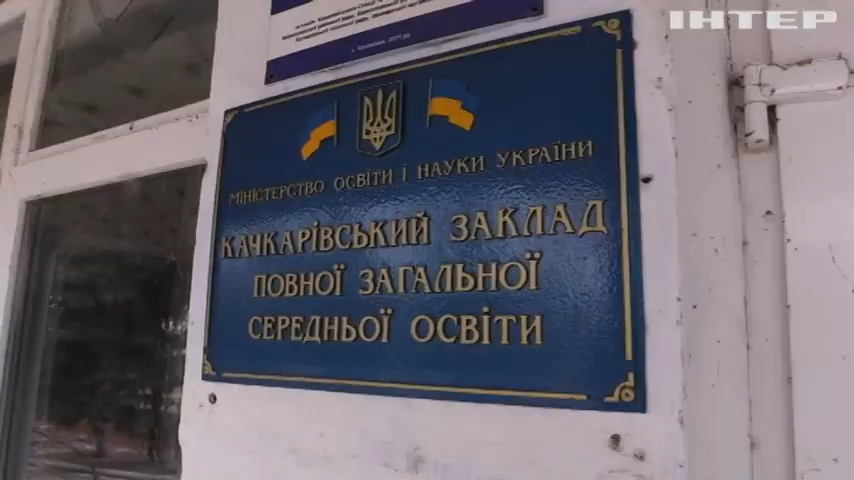 ІНТЕР
МІНІСТЕРСТВО ОСВІТИ І НАУКИ УКРАЇНИ
КАЧКАРІВСЬКИЙ ЗАКЛАД
ПОВНОЇ ЗАГАЛЬНОЇ
СЕРЕДНЬОЇ ОСВІТИ